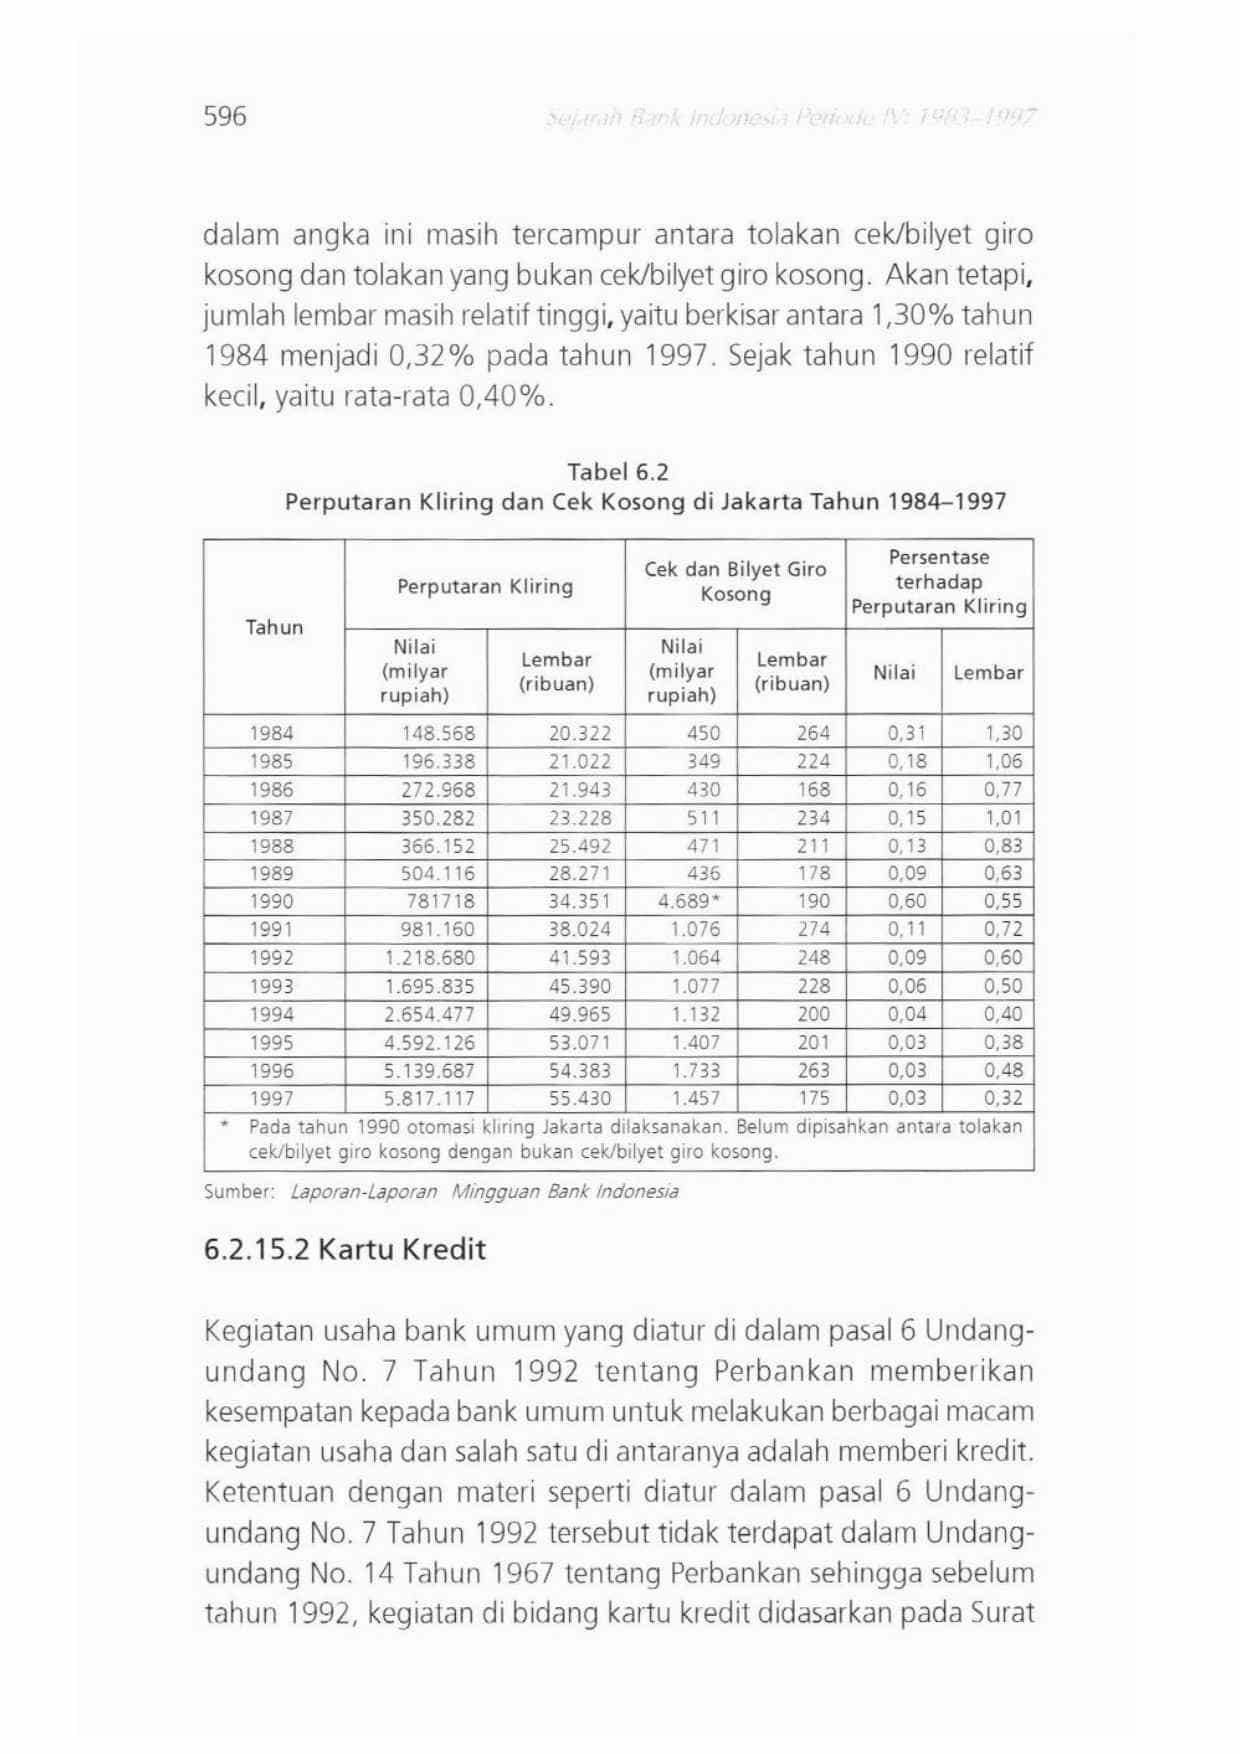 596
Sejarah Bank Indonesia Periode IV: 1983–1997
dalam angka ini masih tercampur antara tolakan cek/bilyet giro
kosong dan tolakan yang bukan cek/bilyet giro kosong. Akan tetapi,
jumlah lembar masih relatif tinggi, yaitu berkisar antara 1,30% tahun
1984 menjadi 0,32% pada tahun 1997. Sejak tahun 1990 relatif
kecil, yaitu rata-rata 0,40%.
Tabel 6.2
Perputaran Kliring dan Cek Kosong di Jakarta Tahun 1984–1997
Tahun
Perputaran Kliring
Cek dan Bilyet Giro
Kosong
Persentase
terhadap
Perputaran Kliring
Nilai
(milyar
rupiah)
Lembar
(ribuan)
Nilai
(milyar
rupiah)
Lembar
(ribuan)
Nilai
Lembar
1984 148.568 20.322 450 264 0,31 1,30
1985 196.338 21.022 349 224 0,18 1,06
1986 272.968 21.943 430 168 0,16 0,77
1987 350.282 23.228 511 234 0,15 1,01
1988 366.152 25.492 471 211 0,13 0,83
1989 504.116 28.271 436 178 0,09 0,63
1990 781718 34.351 4.689* 190 0,60 0,55
1991 981.160 38.024 1.076 274 0,11 0,72
1992 1.218.680 41.593 1.064 248 0,09 0,60
1993 1.695.835 45.390 1.077 228 0,06 0,50
1994 2.654.477 49.965 1.132 200 0,04 0,40
1995 4.592.126 53.071 1.407 201 0,03 0,38
1996 5.139.687 54.383 1.733 263 0,03 0,48
1997 5.817.117 55.430 1.457 175 0,03 0,32
* Pada tahun 1990 otomasi kliring Jakarta dilaksanakan. Belum dipisahkan antara tolakan
cek/bilyet giro kosong dengan bukan cek/bilyet giro kosong.
Sumber: Laporan-Laporan Mingguan Bank Indonesia
6.2.15.2 Kartu Kredit
Kegiatan usaha bank umum yang diatur di dalam pasal 6 Undang-
undang No. 7 Tahun 1992 tentang Perbankan memberikan
kesempatan kepada bank umum untuk melakukan berbagai macam
kegiatan usaha dan salah satu di antaranya adalah memberi kredit.
Ketentuan dengan materi seperti diatur dalam pasal 6 Undang-
undang No. 7 Tahun 1992 tersebut tidak terdapat dalam Undang-
undang No. 14 Tahun 1967 tentang Perbankan sehingga sebelum
tahun 1992, kegiatan di bidang kartu kredit didasarkan pada Surat